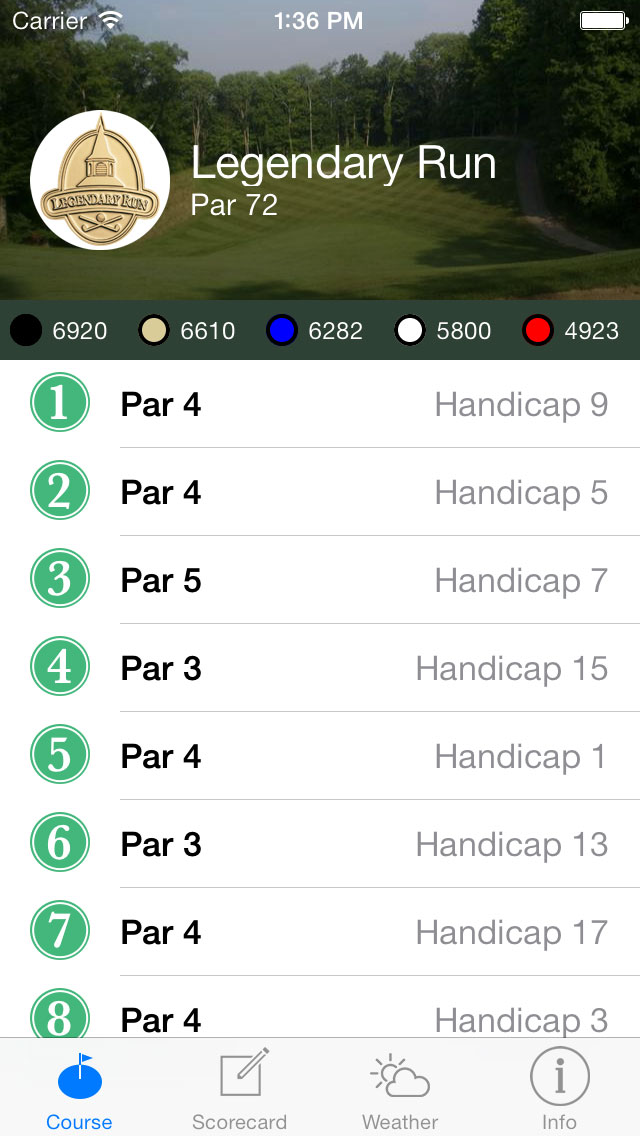 Carrier 1:36 PM
LEGENDARY RUN
Legendary Run
Par 72
6920 6610 6282 5800 4923
1 Par 4 Handicap 9
2 Par 4 Handicap 5
3 Par 5 Handicap 7
4 Par 3 Handicap 15
5 Par 4 Handicap 1
6 Par 3 Handicap 13
7 Par 4 Handicap 17
8 Par 4 Handicap 3
Course Scorecard Weather Info